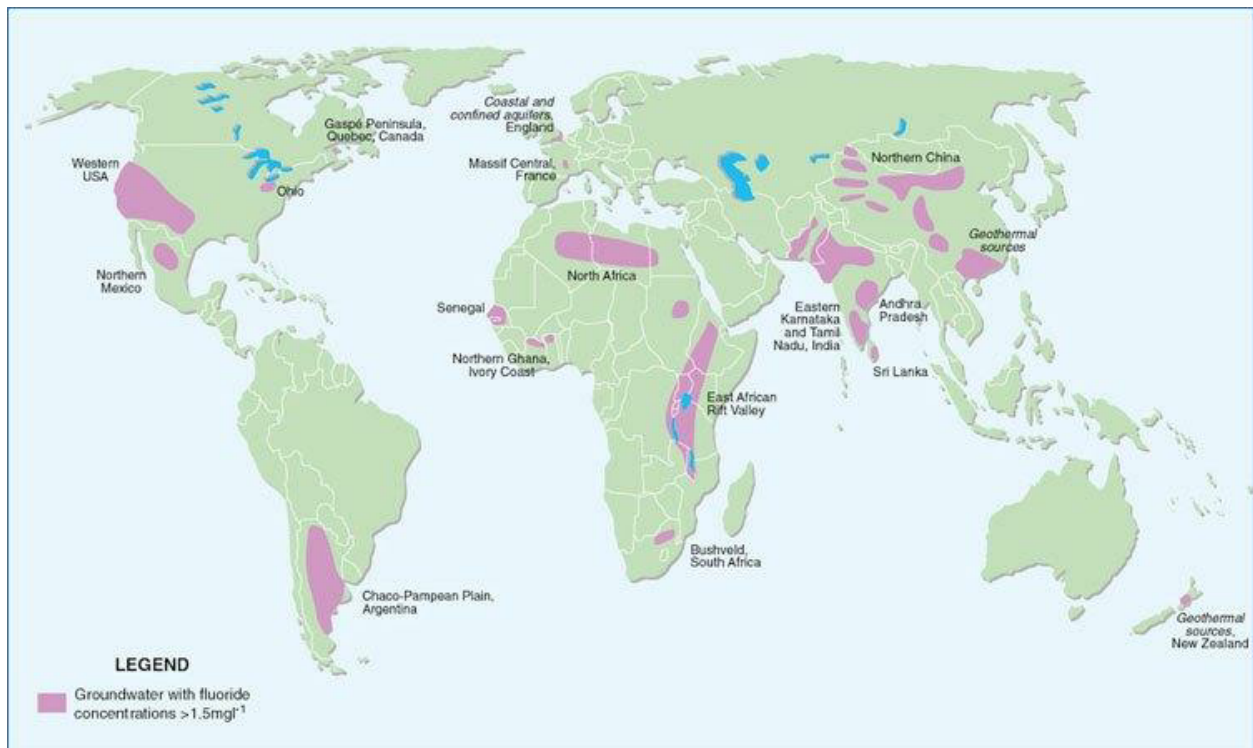 Coastal and
confined aquifers,
England
Gaspé Peninsula,
Quebec, Canada
Western
USA
Massif Central,
France
Northern China
Ohio
Geothermal
sources
Northern
Mexico
North Africa
Senegal
Eastern
Karnataka
and Tamil
Nadu, India
Andhra
Pradesh
Northern Ghana,
Ivory Coast
Sri Lanka
East African
Rift Valley
Bushveld,
South Africa
Chaco-Pampean Plain,
Argentina
Geothermal
sources,
New Zealand
LEGEND
Groundwater with fluoride
concentrations >1.5mgl⁻¹